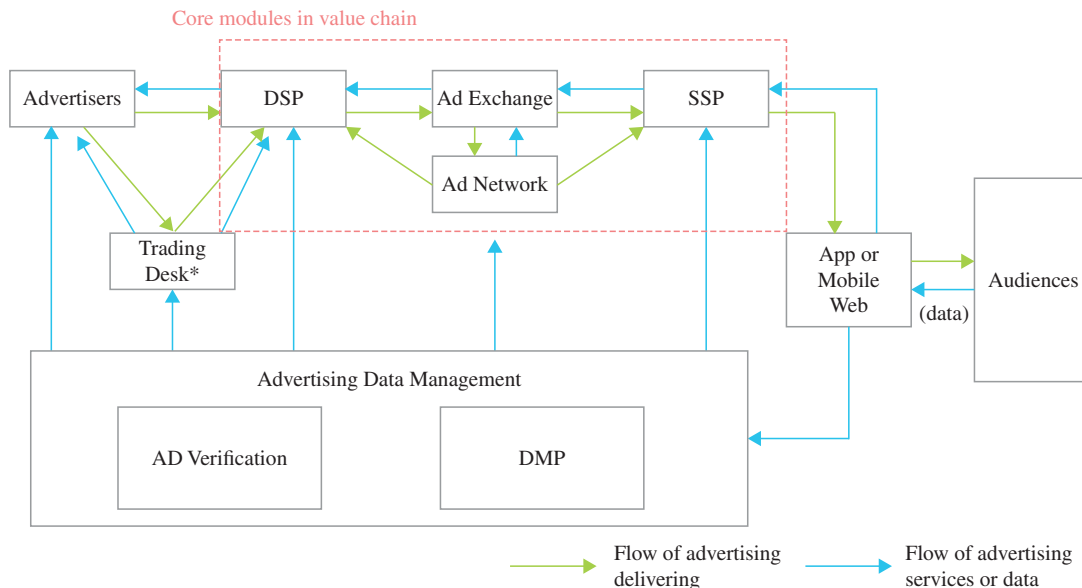 Core modules in value chain
Advertisers
DSP
Ad Exchange
SSP
Ad Network
Trading
Desk*
App or
Mobile
Web
Audiences
(data)
Advertising Data Management
AD Verification
DMP
Flow of advertising
delivering
Flow of advertising
services or data